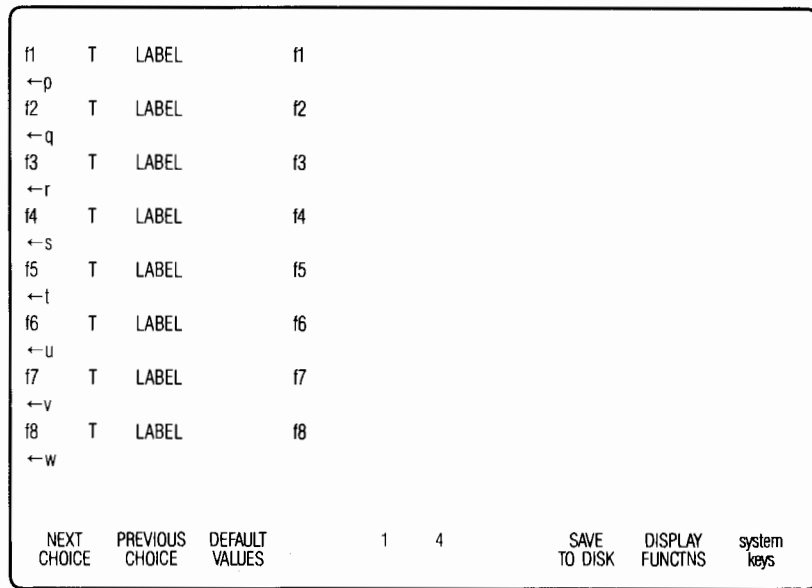 f1 T LABEL f1
←p
f2 T LABEL f2
←q
f3 T LABEL f3
←r
f4 T LABEL f4
←s
f5 T LABEL f5
←t
f6 T LABEL f6
←u
f7 T LABEL f7
←v
f8 T LABEL f8
←w
NEXT PREVIOUS DEFAULT 1 4 SAVE DISPLAY system
CHOICE CHOICE VALUES TO DISK FUNCTNS keys